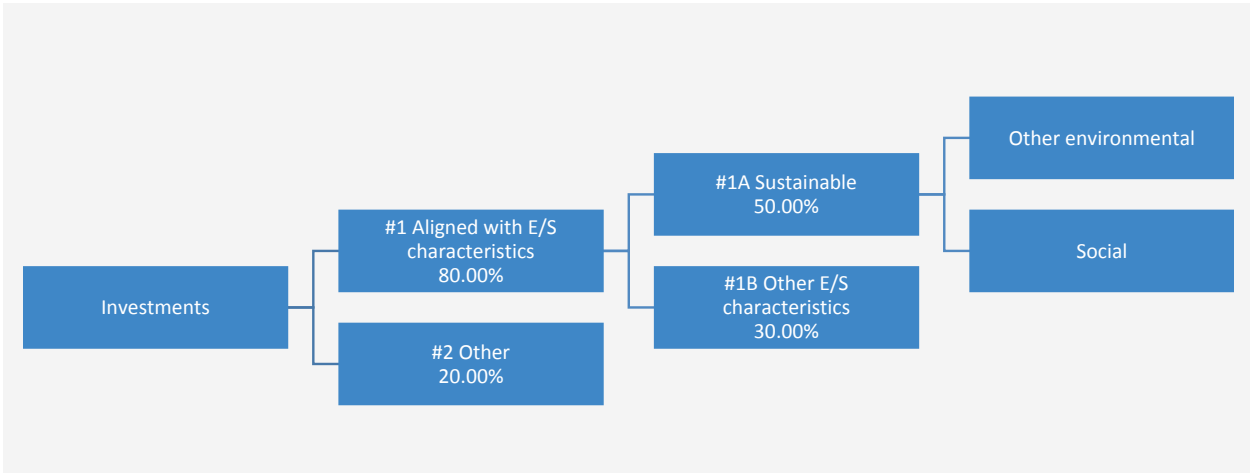 Investments
#1 Aligned with E/S
characteristics
80.00%
#2 Other
20.00%
#1A Sustainable
50.00%
#1B Other E/S
characteristics
30.00%
Other environmental
Social